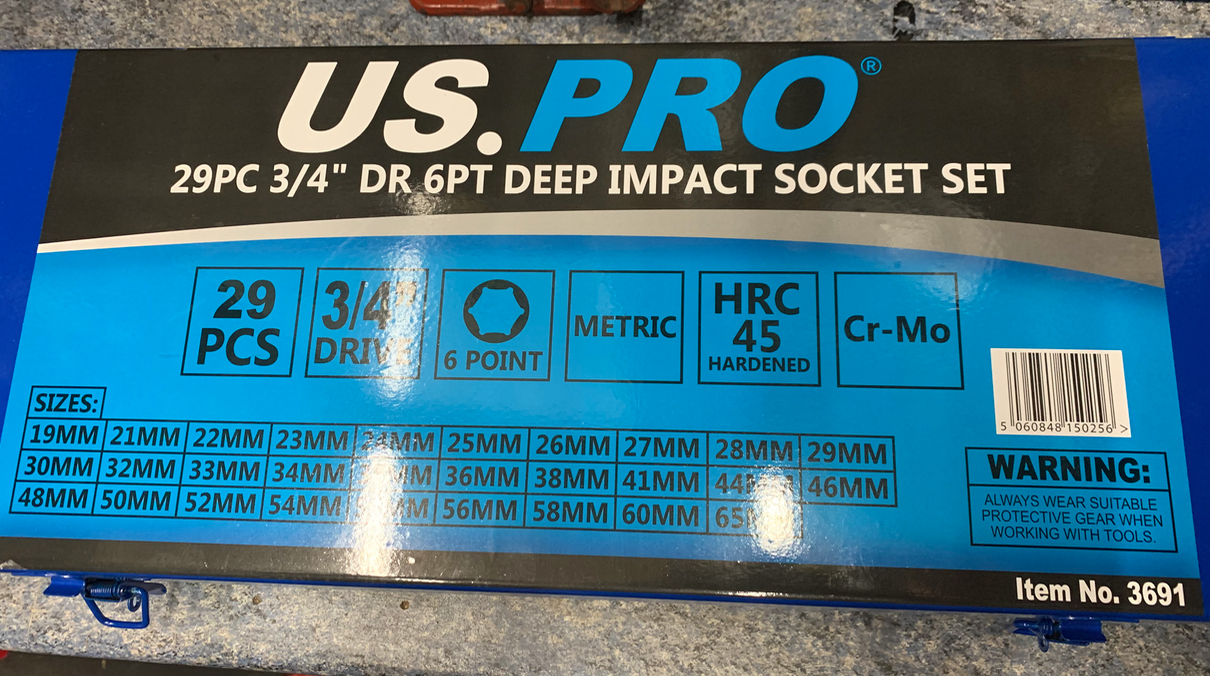 US.PRO®
29PC 3/4" DR 6PT DEEP IMPACT SOCKET SET
29
PCS
3/4"
DRIVE
6 POINT
METRIC
HRC
45
HARDENED
Cr-Mo
SIZES:
19MM 21MM 22MM 23MM 24MM 25MM 26MM 27MM 28MM 29MM
30MM 32MM 33MM 34MM 36MM 38MM 41MM 46MM
48MM 50MM 52MM 54MM 56MM 58MM 60MM
5 060848 150256 >
WARNING:
ALWAYS WEAR SUITABLE
PROTECTIVE GEAR WHEN
WORKING WITH TOOLS.
Item No. 3691